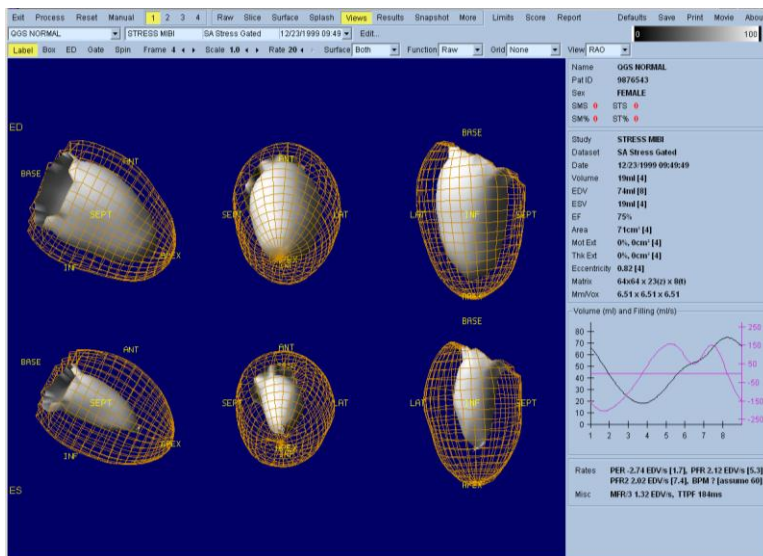 Exit Process Reset Manual 1 2 3 4 Raw Slice Surface Splash Views Results Snapshot More Limits Score Report Defaults Save Print Movie Abou
QGS NORMAL STRESS MIBI SA Stress Gated 12/23/1999 09:49 Edit...
0 100
Label Box ED Gate Spin Frame 4 Scale 1.0 Rate 20 Surface Both Function Raw Grid None View RAO
ED
BASE ANT SEPT INF APEX
ANT SEPT LAT APEX
BASE LAT INF SEPT
BASE ANT SEPT INF APEX
SEPT LAT
BASE LAT INF SEPT APEX
ES
Name QGS NORMAL
Pat ID 9876543
Sex FEMALE
SMS 0 STS 0
SM% 0 ST% 0
Study STRESS MIBI
Dataset SA Stress Gated
Date 12/23/1999 09:49:49
Volume 19ml [4]
EDV 74ml [8]
ESV 19ml [4]
EF 75%
Area 71cm² [4]
Mot Ext 0%, 0cm² [4]
Thk Ext 0%, 0cm² [4]
Eccentricity 0.82 [4]
Matrix 64x64 x 23(z) x 8(t)
Mm/Vox 6.51 x 6.51 x 6.51
Volume (ml) and Filling (ml/s)
80 70 60 50 40 30 20 10 0
250 150 50 -50 -150 -250
1 2 3 4 5 6 7 8
Rates PER -2.74 EDV/s [1.7], PFR 2.12 EDV/s [5.3]
PFR2 2.02 EDV/s [7.4], BPM ? [assume 60]
Misc MFR/3 1.32 EDV/s, TTPF 184ms